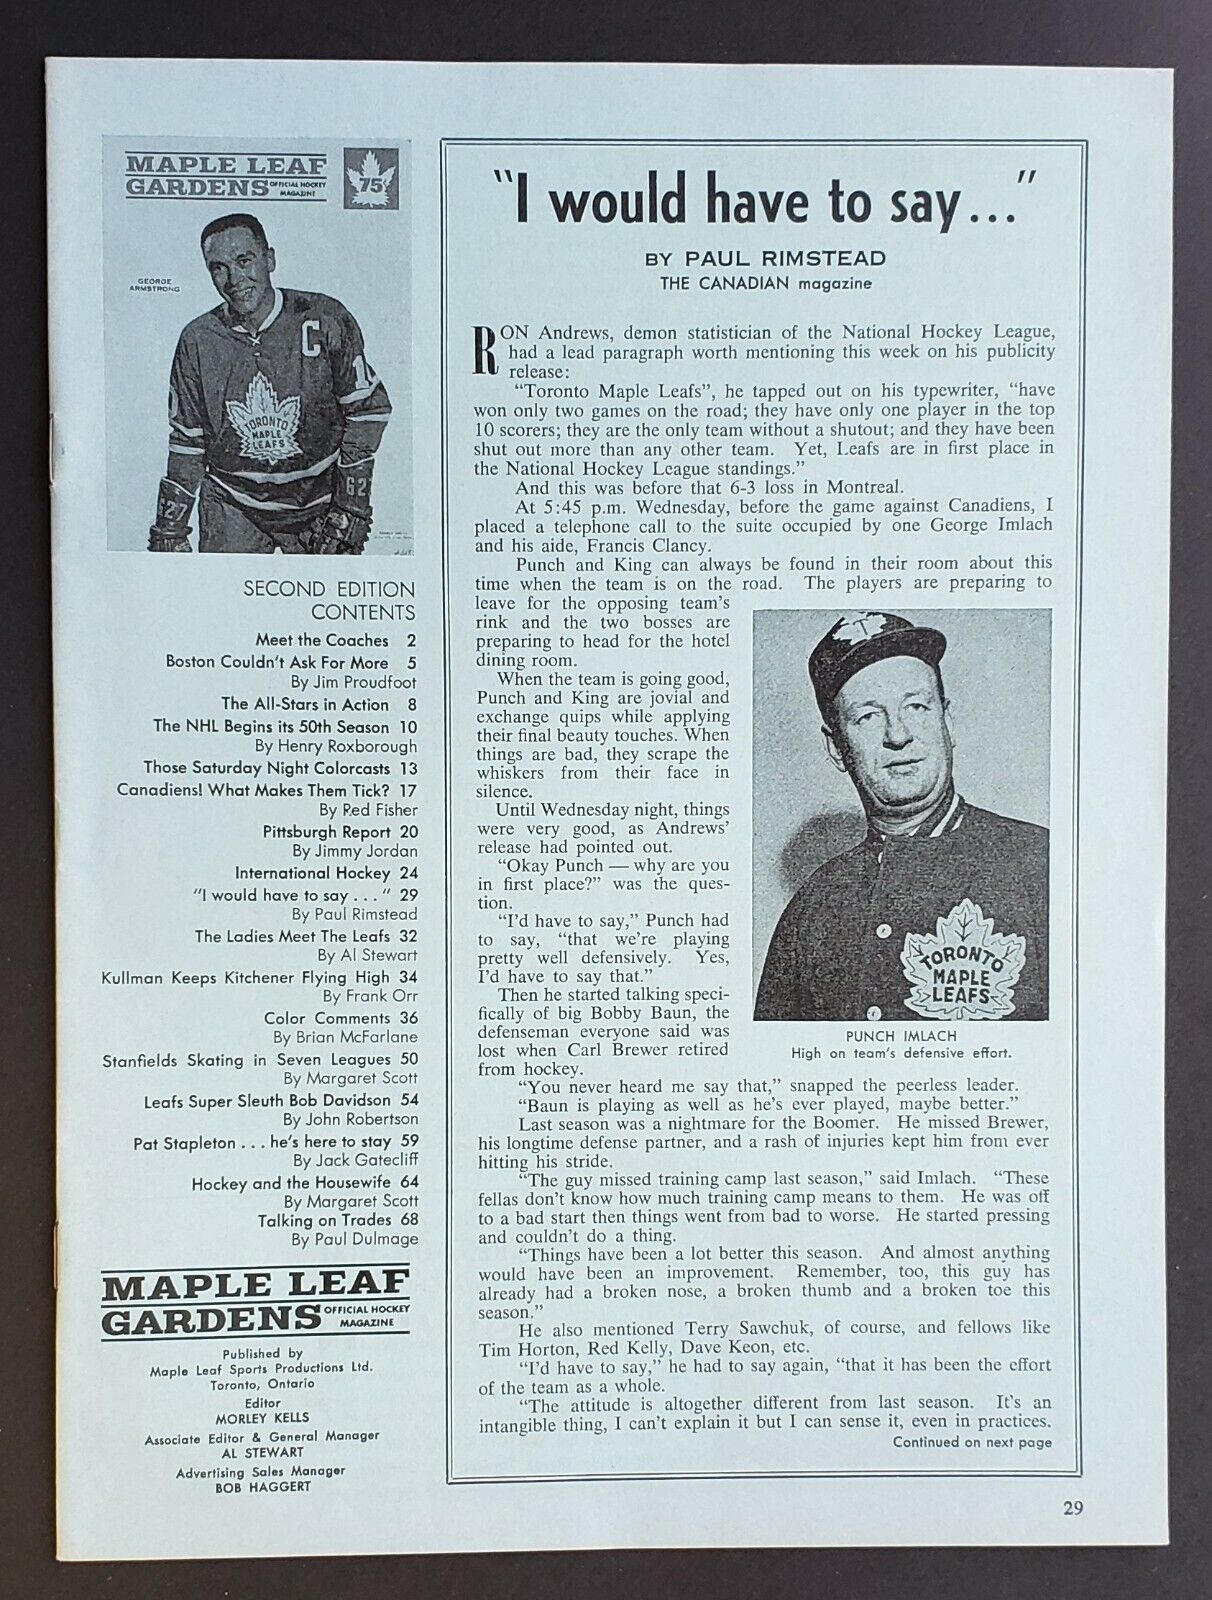 MAPLE LEAF
GARDENS OFFICIAL HOCKEY
MAGAZINE
75
GEORGE
ARMSTRONG
C
TORONTO
MAPLE
LEAFS
SECOND EDITION
CONTENTS
Meet the Coaches 2
Boston Couldn't Ask For More 5
By Jim Proudfoot
The All-Stars in Action 8
The NHL Begins its 50th Season 10
By Henry Roxborough
Those Saturday Night Colorcasts 13
Canadiens! What Makes Them Tick? 17
By Red Fisher
Pittsburgh Report 20
By Jimmy Jordan
International Hockey 24
"I would have to say . . . " 29
By Paul Rimstead
The Ladies Meet The Leafs 32
By Al Stewart
Kullman Keeps Kitchener Flying High 34
By Frank Orr
Color Comments 36
By Brian McFarlane
Stanfields Skating in Seven Leagues 50
By Margaret Scott
Leafs Super Sleuth Bob Davidson 54
By John Robertson
Pat Stapleton . . . he's here to stay 59
By Jack Gatecliff
Hockey and the Housewife 64
By Margaret Scott
Talking on Trades 68
By Paul Dulmage
MAPLE LEAF
GARDENS OFFICIAL HOCKEY
MAGAZINE
Published by
Maple Leaf Sports Productions Ltd.
Toronto, Ontario
Editor
MORLEY KELLS
Associate Editor & General Manager
AL STEWART
Advertising Sales Manager
BOB HAGGERT
"I would have to say..."
BY PAUL RIMSTEAD
THE CANADIAN magazine
RON Andrews, demon statistician of the National Hockey League,
had a lead paragraph worth mentioning this week on his publicity
release:
"Toronto Maple Leafs", he tapped out on his typewriter, "have
won only two games on the road; they have only one player in the top
10 scorers; they are the only team without a shutout; and they have been
shut out more than any other team. Yet, Leafs are in first place in
the National Hockey League standings."
And this was before that 6-3 loss in Montreal.
At 5:45 p.m. Wednesday, before the game against Canadiens, I
placed a telephone call to the suite occupied by one George Imlach
and his aide, Francis Clancy.
Punch and King can always be found in their room about this
time when the team is on the road. The players are preparing to
leave for the opposing team's
rink and the two bosses are
preparing to head for the hotel
dining room.
When the team is going good,
Punch and King are jovial and
exchange quips while applying
their final beauty touches. When
things are bad, they scrape the
whiskers from their face in
silence.
Until Wednesday night, things
were very good, as Andrews'
release had pointed out.
"Okay Punch — why are you
in first place?" was the ques-
tion.
"I'd have to say," Punch had
to say, "that we're playing
pretty well defensively. Yes,
I'd have to say that."
Then he started talking speci-
fically of big Bobby Baun, the
defenseman everyone said was
lost when Carl Brewer retired
from hockey.
TORONTO
MAPLE
LEAFS
PUNCH IMLACH
High on team's defensive effort.
"You never heard me say that," snapped the peerless leader.
"Baun is playing as well as he's ever played, maybe better."
Last season was a nightmare for the Boomer. He missed Brewer,
his longtime defense partner, and a rash of injuries kept him from ever
hitting his stride.
"The guy missed training camp last season," said Imlach. "These
fellas don't know how much training camp means to them. He was off
to a bad start then things went from bad to worse. He started pressing
and couldn't do a thing.
"Things have been a lot better this season. And almost anything
would have been an improvement. Remember, too, this guy has
already had a broken nose, a broken thumb and a broken toe this
season."
He also mentioned Terry Sawchuk, of course, and fellows like
Tim Horton, Red Kelly, Dave Keon, etc.
"I'd have to say," he had to say again, "that it has been the effort
of the team as a whole.
"The attitude is altogether different from last season. It's an
intangible thing, I can't explain it but I can sense it, even in practices.
Continued on next page
29